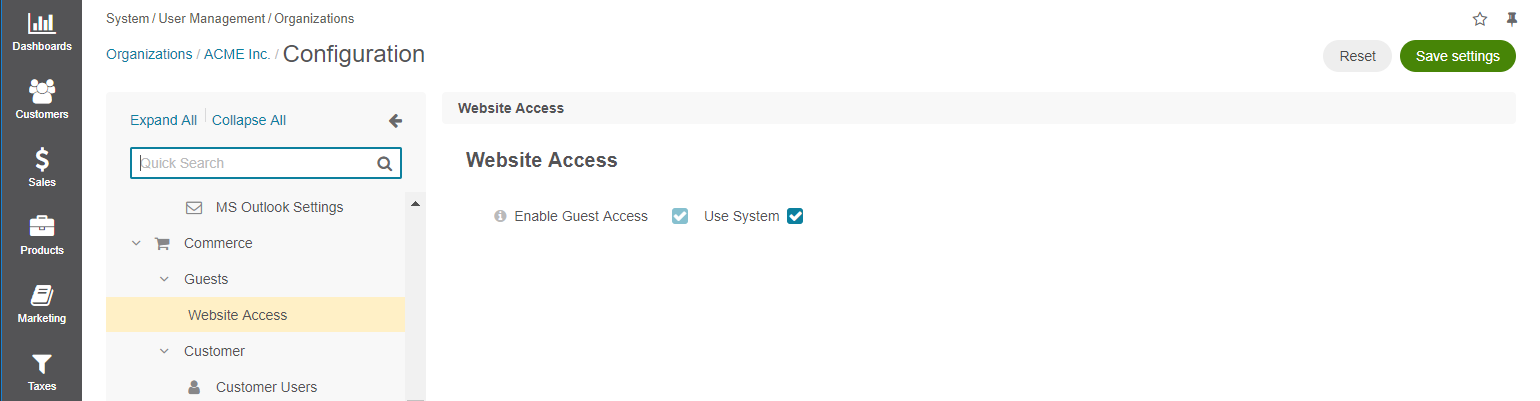 System / User Management / Organizations
Organizations / ACME Inc. / Configuration
Reset
Save settings
Dashboards
Customers
Sales
Products
Marketing
Taxes
Expand All
Collapse All
Quick Search
MS Outlook Settings
Commerce
Guests
Website Access
Customer
Customer Users
Website Access
Website Access
Enable Guest Access
Use System